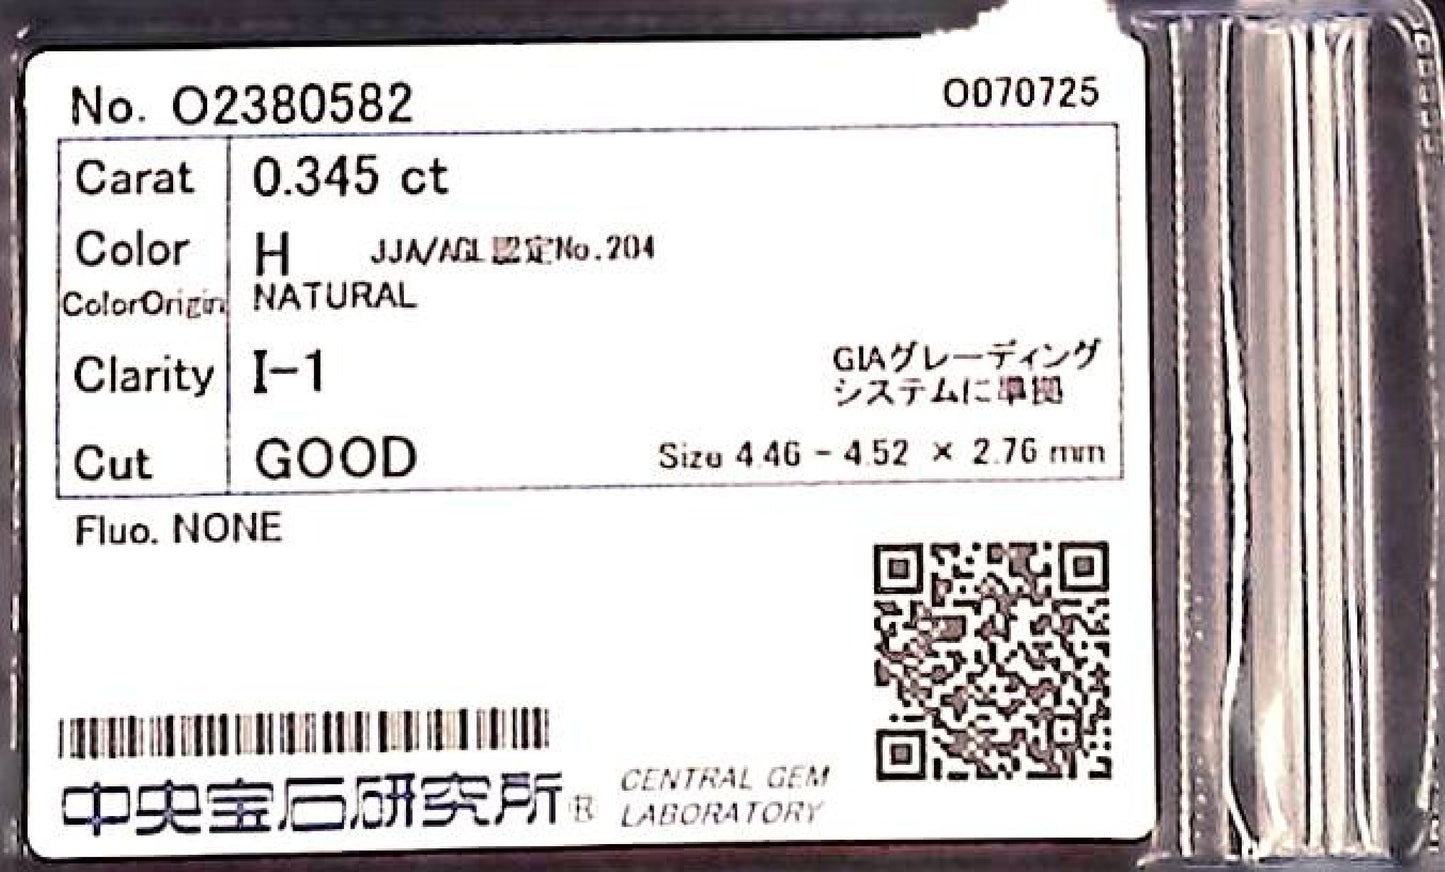 No. O2380582
O070725
Carat 0.345 ct
Color H JJA/AGL認定No.204
ColorOrigin NATURAL
Clarity I-1
GIAグレーディング
システムに準拠
Cut GOOD Size 4.46 - 4.52 × 2.76 mm
Fluo. NONE
中央宝石研究所® CENTRAL GEM
LABORATORY